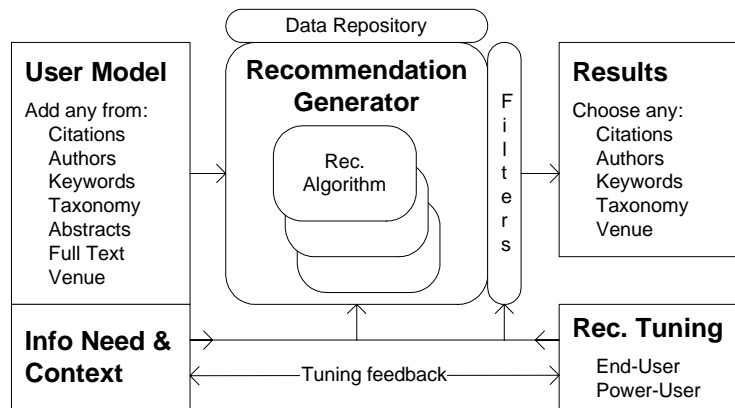 Data Repository
User Model
Add any from:
Citations
Authors
Keywords
Taxonomy
Abstracts
Full Text
Venue
Recommendation
Generator
Rec.
Algorithm
Filters
Results
Choose any:
Citations
Authors
Keywords
Taxonomy
Venue
Info Need &
Context
Tuning feedback
Rec. Tuning
End-User
Power-User